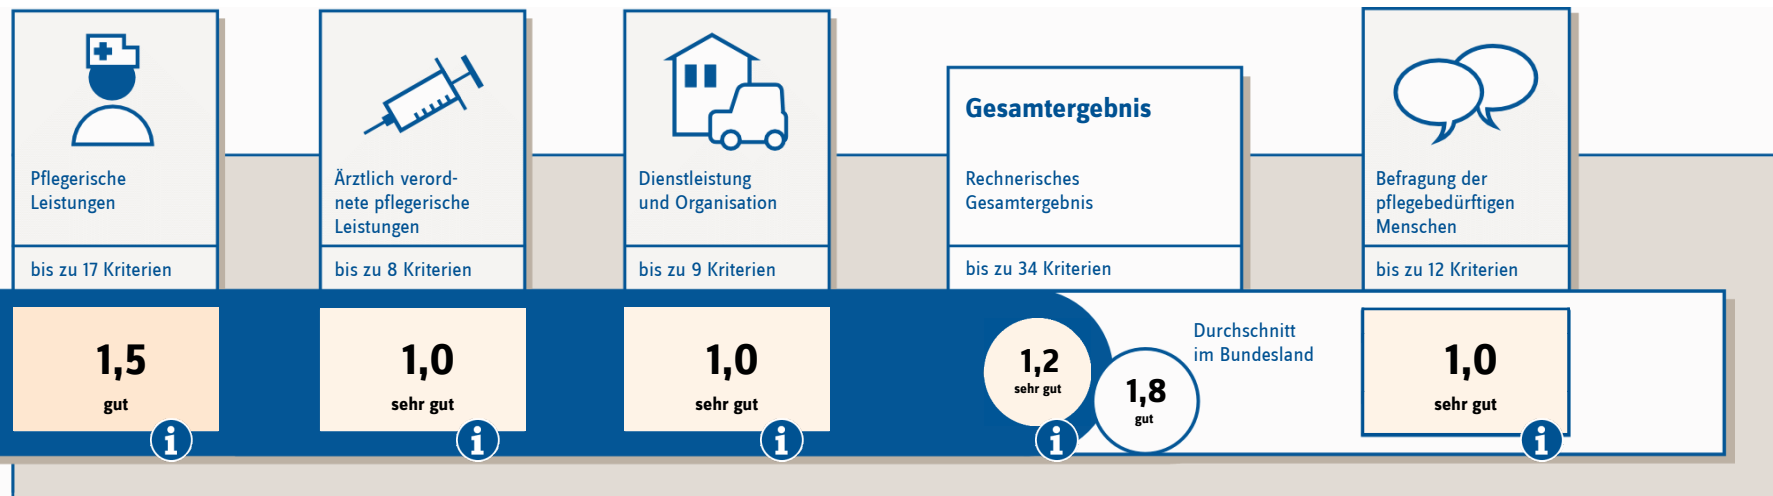 Pflegerische
Leistungen
bis zu 17 Kriterien
1,5
gut
Ärztlich verord-
nete pflegerische
Leistungen
bis zu 8 Kriterien
1,0
sehr gut
Dienstleistung
und Organisation
bis zu 9 Kriterien
1,0
sehr gut
Gesamtergebnis
Rechnerisches
Gesamtergebnis
bis zu 34 Kriterien
1,2
sehr gut
Durchschnitt
im Bundesland
1,8
gut
Befragung der
pflegebedürftigen
Menschen
bis zu 12 Kriterien
1,0
sehr gut